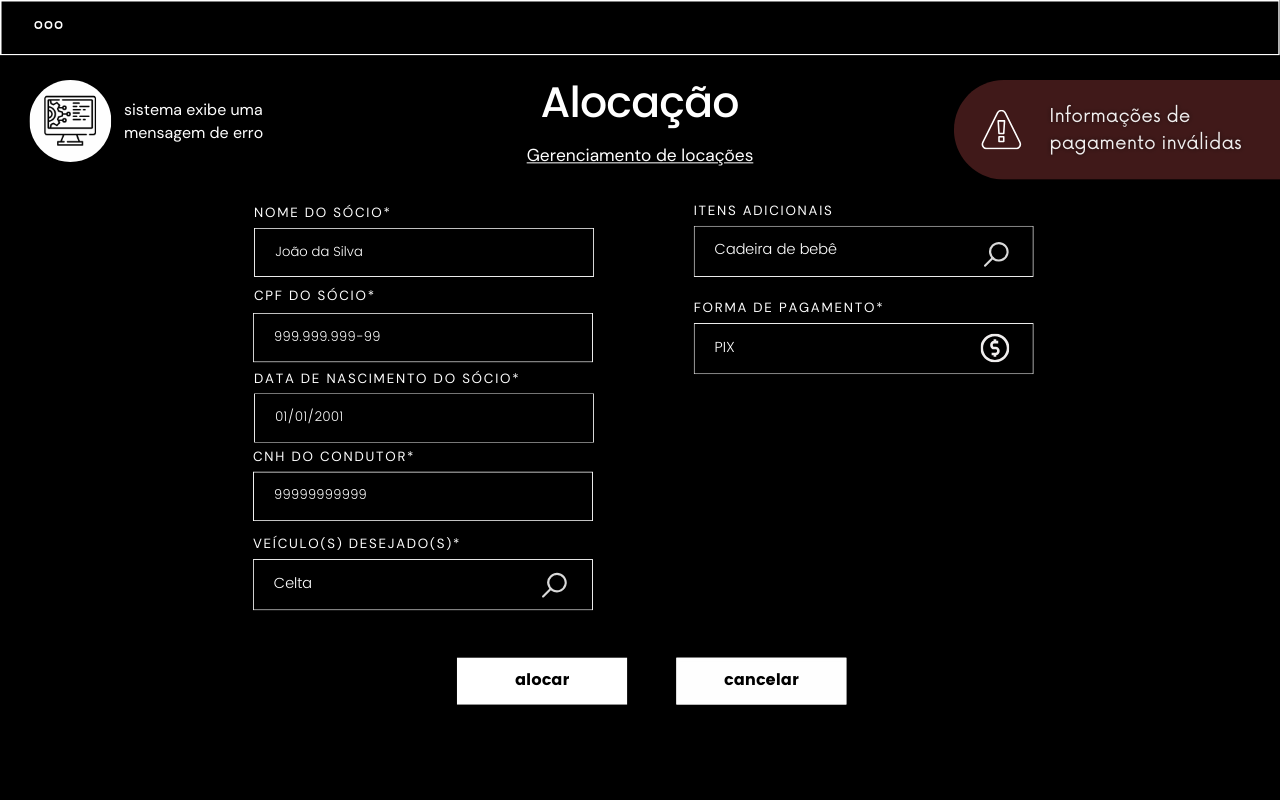 sistema exibe uma
mensagem de erro
Alocação
Gerenciamento de locações
Informações de
pagamento inválidas
NOME DO SÓCIO*
João da Silva
CPF DO SÓCIO*
999.999.999-99
DATA DE NASCIMENTO DO SÓCIO*
01/01/2001
CNH DO CONDUTOR*
99999999999
VEÍCULO(S) DESEJADO(S)*
Celta
ITENS ADICIONAIS
Cadeira de bebê
FORMA DE PAGAMENTO*
PIX
alocar
cancelar